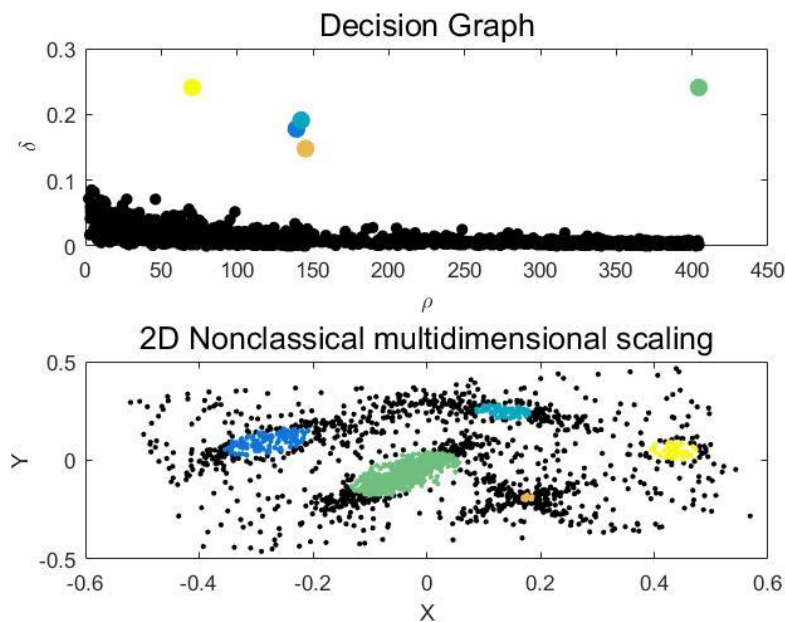 Decision Graph
0.3
0.2
δ
0.1
0
0 50 100 150 200 250 300 350 400 450
ρ
2D Nonclassical multidimensional scaling
0.5
Y 0
-0.5
-0.6 -0.4 -0.2 0 0.2 0.4 0.6
X